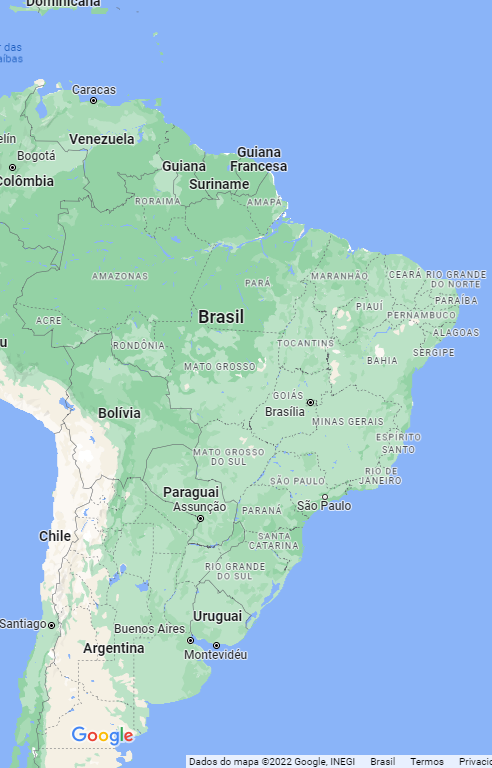 Dominicana
r das
aíbas
Caracas
Venezuela
elín
Bogotá
Colômbia
Guiana
Suriname
Guiana
Francesa
RORAIMA
AMAPÁ
AMAZONAS
PARÁ
MARANHÃO
CEARÁ
RIO GRANDE
DO NORTE
PARAÍBA
PIAUÍ
PERNAMBUCO
ACRE
Brasil
ALAGOAS
u
RONDÔNIA
TOCANTINS
SERGIPE
MATO GROSSO
BAHIA
GOIÁS
Brasília
Bolívia
MINAS GERAIS
ESPÍRITO
SANTO
MATO GROSSO
DO SUL
SÃO PAULO
RIO DE
JANEIRO
Paraguai
Assunção
PARANÁ
São Paulo
Chile
SANTA
CATARINA
RIO GRANDE
DO SUL
Santiago
Uruguai
Buenos Aires
Argentina
Montevidéu
Google
Dados do mapa ©2022 Google, INEGI Brasil Termos Privacid